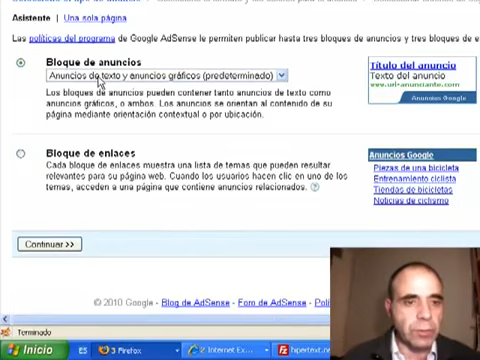 Asistente | Una sola página
Las políticas del programa de Google AdSense le permiten publicar hasta tres bloques de anuncios y tres bloques de
Bloque de anuncios
Anuncios de texto y anuncios gráficos (predeterminado)
Los bloques de anuncios pueden contener tanto anuncios de texto como
anuncios gráficos, o ambos. Los anuncios se orientan al contenido de su
página mediante orientación contextual o por ubicación.
Título del anuncio
Texto del anuncio
www.url-anunciante.com
Anuncios Google
Bloque de enlaces
Cada bloque de enlaces muestra una lista de temas que pueden resultar
relevantes para su página web. Cuando los usuarios hacen clic en uno de los
temas, acceden a una página que contiene anuncios relacionados.
Anuncios Google
Piezas de una bicicleta
Entrenamiento ciclista
Tiendas de bicicletas
Noticias de ciclismo
Continuar >>
© 2010 Google - Blog de AdSense - Foro de AdSense -
Terminado
Inicio
ES
3 Firefox
2 Internet Ex...
hipertext.ne